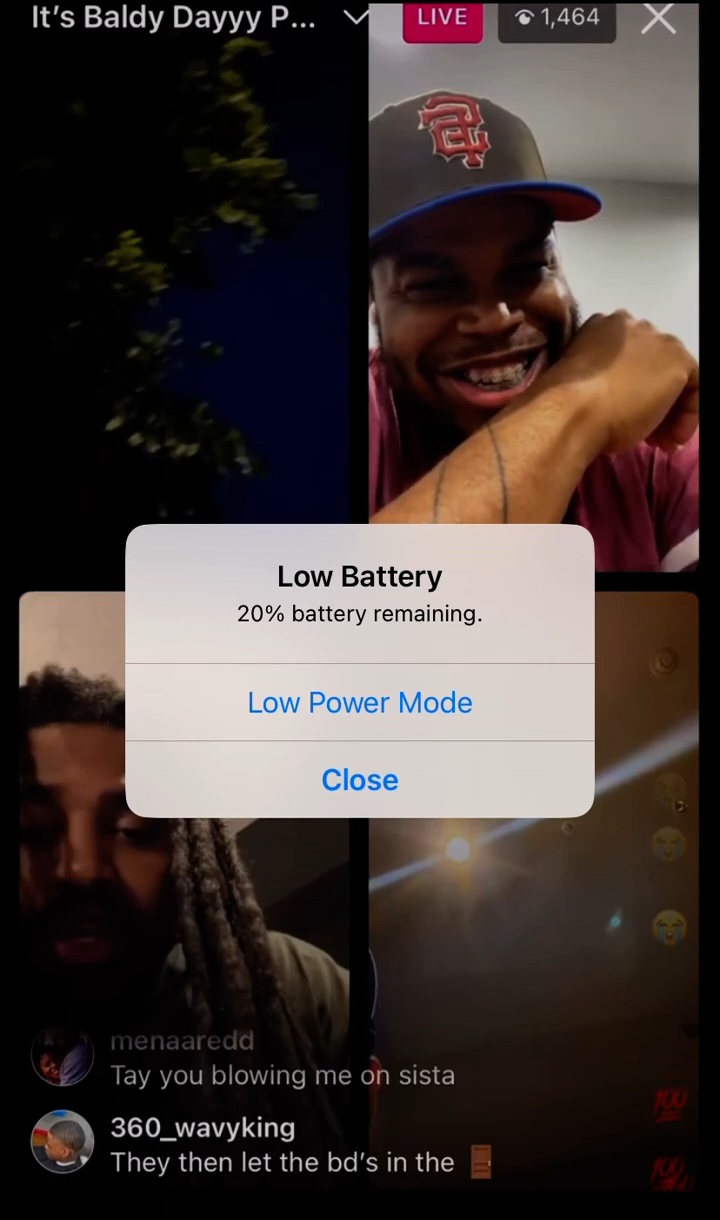 It’s Baldy Dayyy P...
LIVE
1,464
Low Battery
20% battery remaining.
Low Power Mode
Close
menaaredd
Tay you blowing me on sista
360_wavyking
They then let the bd’s in the 🚪